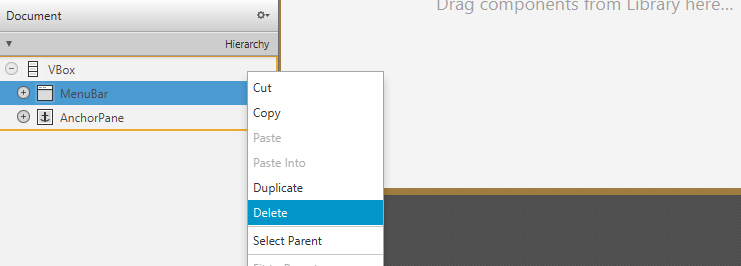 Document
Drag components from Library here...
Hierarchy
VBox
MenuBar
AnchorPane
Cut
Copy
Paste
Paste Into
Duplicate
Delete
Select Parent